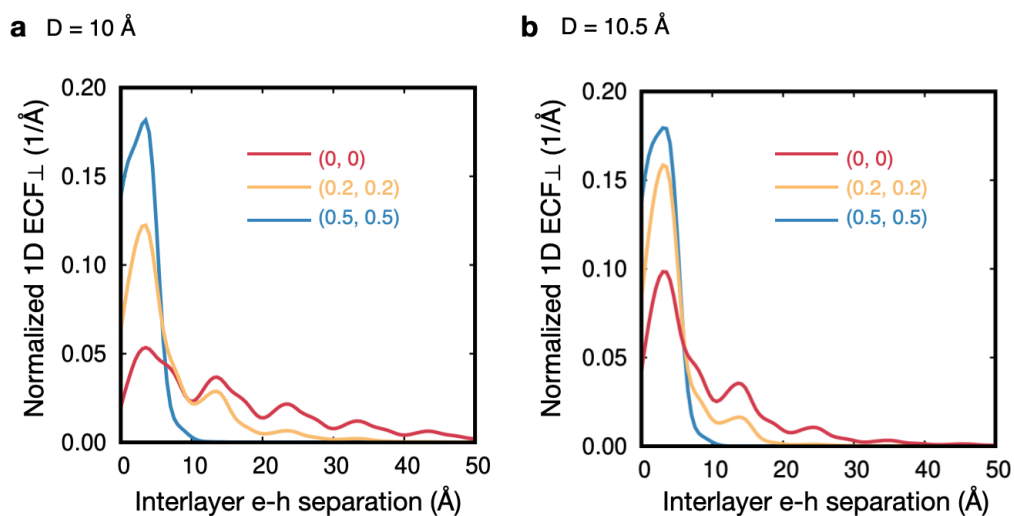 a D = 10 Å
Normalized 1D ECF⊥ (1/Å)
0.20
0.15
0.10
0.05
0.00
(0, 0)
(0.2, 0.2)
(0.5, 0.5)
0 10 20 30 40 50
Interlayer e-h separation (Å)
b D = 10.5 Å
Normalized 1D ECF⊥ (1/Å)
0.20
0.15
0.10
0.05
0.00
(0, 0)
(0.2, 0.2)
(0.5, 0.5)
0 10 20 30 40 50
Interlayer e-h separation (Å)